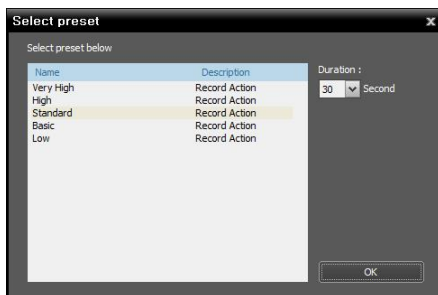 Select preset x
Select preset below
Name Description
Very High Record Action
High Record Action
Standard Record Action
Basic Record Action
Low Record Action
Duration :
30 Second
OK